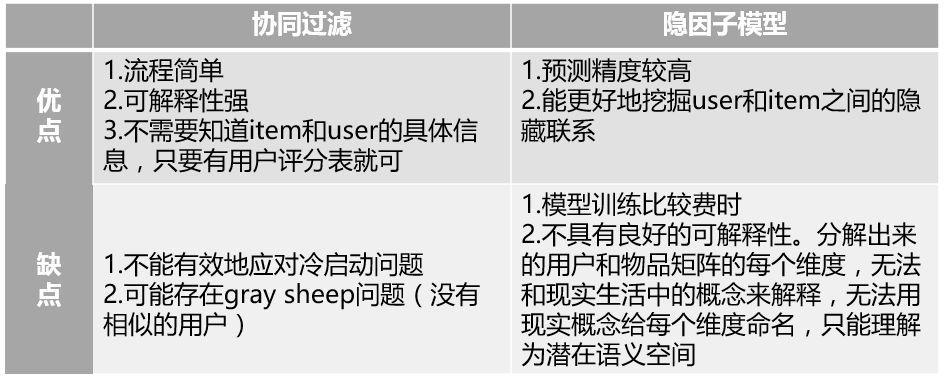 协同过滤
隐因子模型
优
点
1.流程简单
2.可解释性强
3.不需要知道item和user的具体信
息，只要有用户评分表就可
1.预测精度较高
2.能更好地挖掘user和item之间的隐
藏联系
缺
点
1.不能有效地应对冷启动问题
2.可能存在gray sheep问题（没有
相似的用户）
1.模型训练比较费时
2.不具有良好的可解释性。分解出来
的用户和物品矩阵的每个维度，无法
和现实生活中的概念来解释，无法用
现实概念给每个维度命名，只能理解
为潜在语义空间